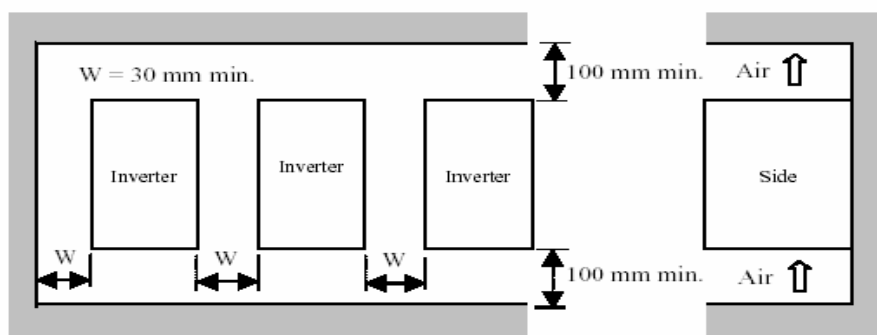 W = 30 mm min.
100 mm min.
Air
Inverter
Inverter
Inverter
Side
W
W
W
100 mm min.
Air